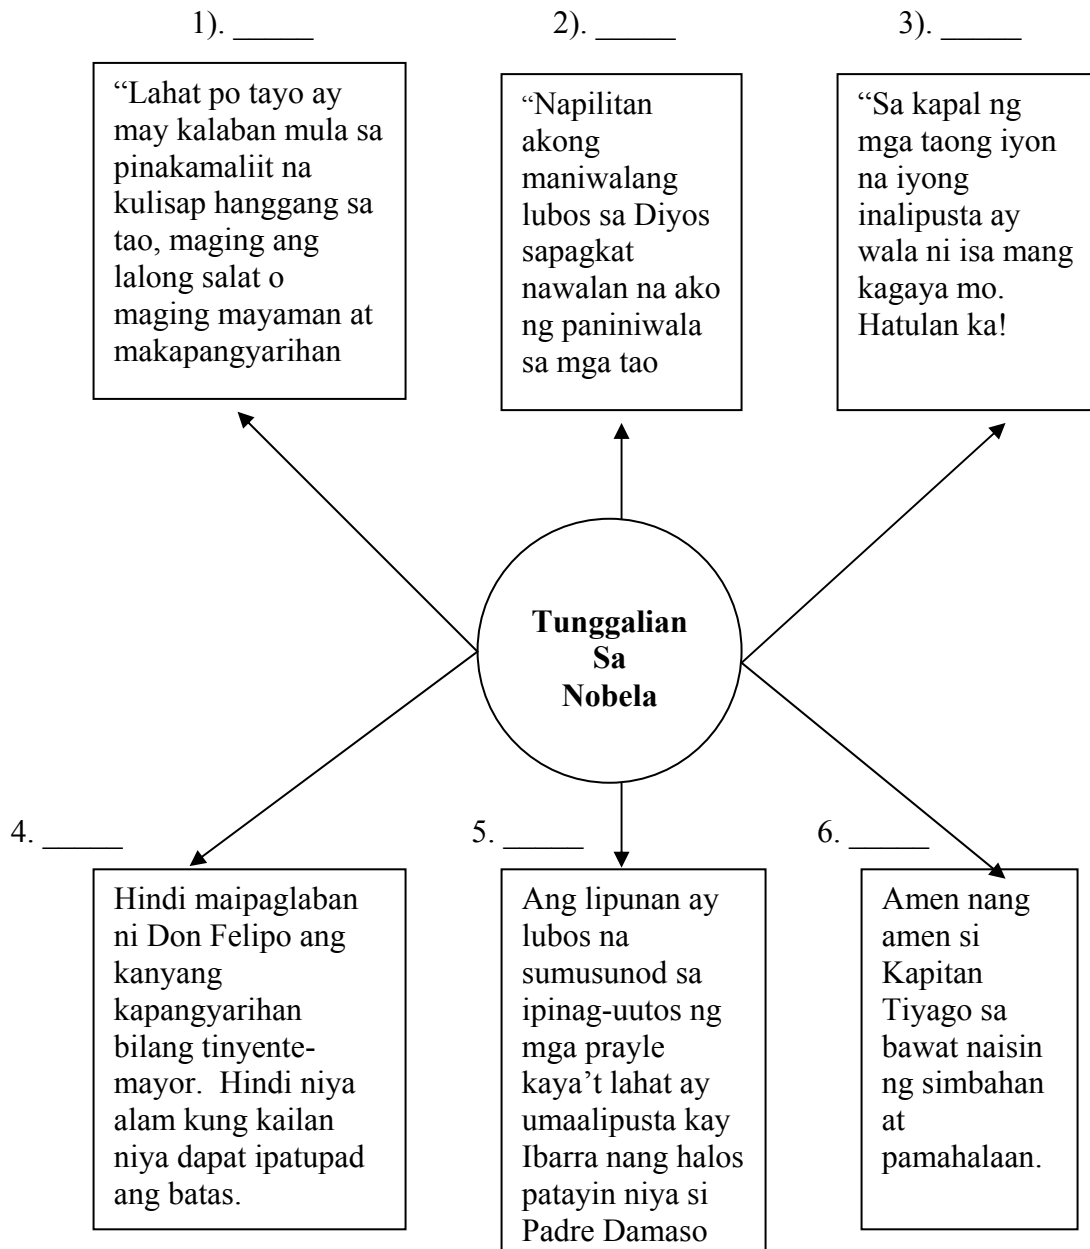 1). _____
“Lahat po tayo ay
may kalaban mula sa
pinakamaliit na
kulisap hanggang sa
tao, maging ang
lalong salat o
maging mayaman at
makapangyarihan
2). _____
“Napilitan
akong
maniwalang
lubos sa Diyos
sapagkat
nawalan na ako
ng paniniwala
sa mga tao
3). _____
“Sa kapal ng
mga taong iyon
na iyong
inalipusta ay
wala ni isa mang
kagaya mo.
Hatulan ka!
Tunggalian
Sa
Nobela
4. _____
Hindi maipaglaban
ni Don Felipo ang
kanyang
kapangyarihan
bilang tinyente-
mayor.  Hindi niya
alam kung kailan
niya dapat ipatupad
ang batas.
5. _____
Ang lipunan ay
lubos na
sumusunod sa
ipinag-uutos ng
mga prayle
kaya’t lahat ay
umaalipusta kay
Ibarra nang halos
patayin niya si
Padre Damaso
6. _____
Amen nang
amen si
Kapitan
Tiyago sa
bawat naisin
ng simbahan
at
pamahalaan.